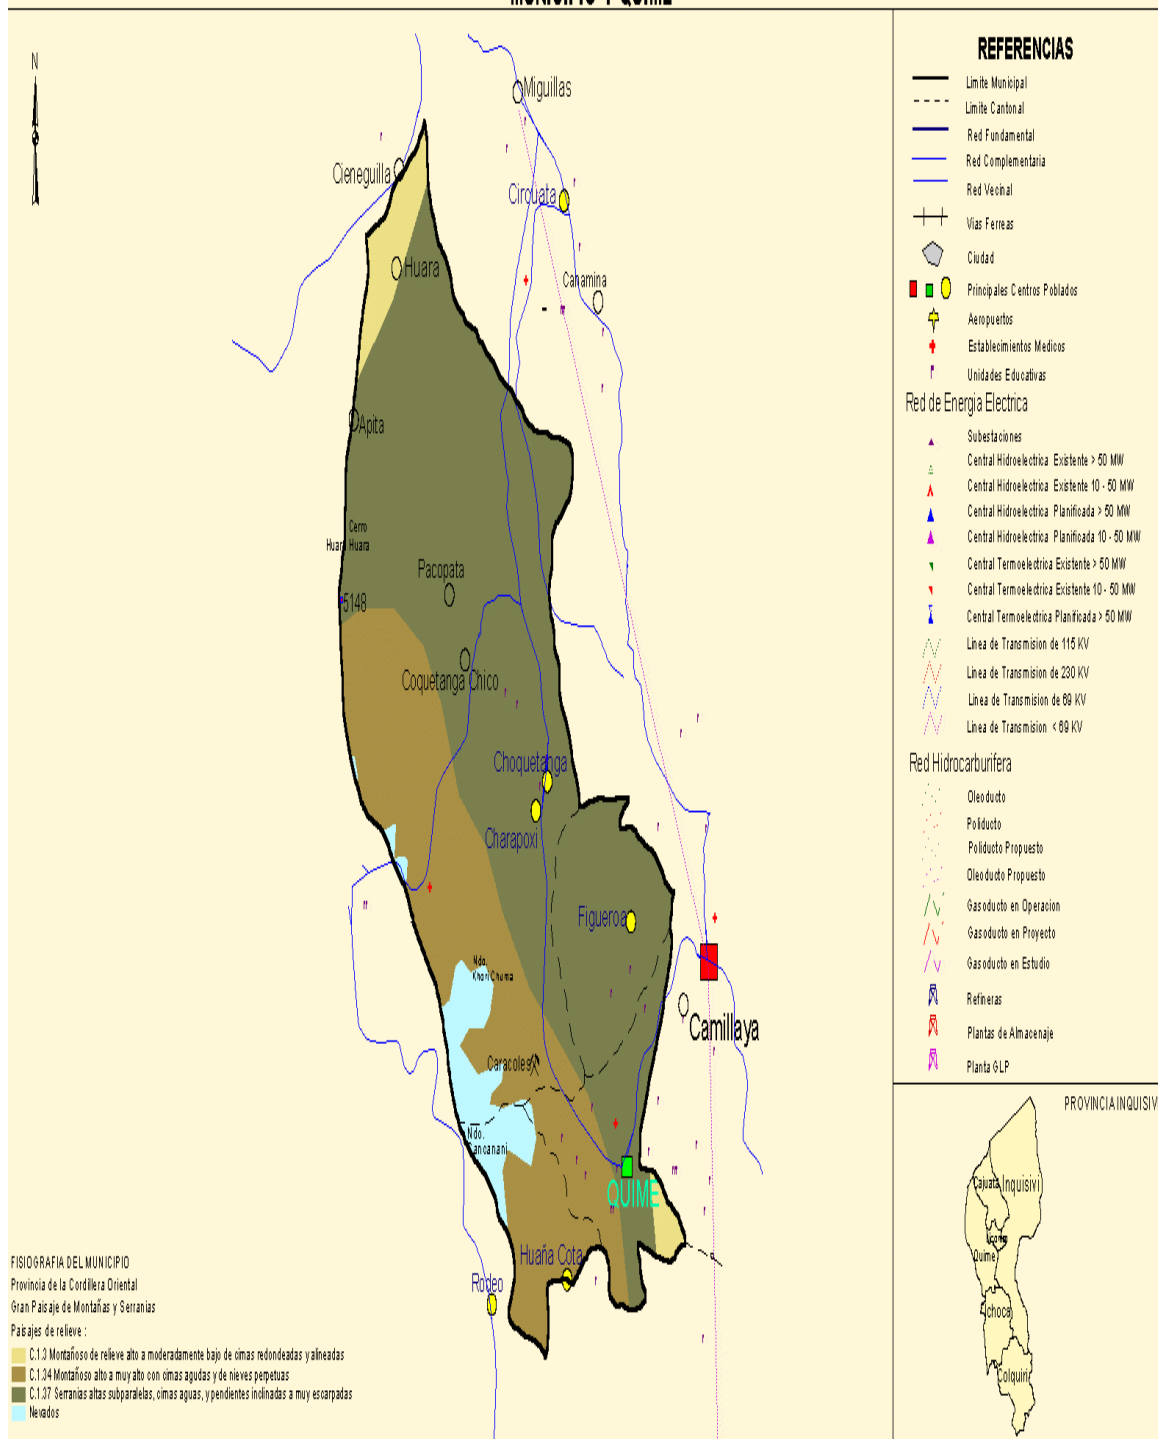 N
Miguillas
Cieneguilla
Circuata
Huara
Canamina
Apita
Cerro
Huara Huara
Pacopata
5148
Coquetanga Chico
Choquetanga
Charapoxi
Figueroa
Ndo.
Khori Chuma
Camillaya
Caracoles
Ndo.
Cancanani
QUIME
Huaña Cota
Rodeo
REFERENCIAS
Limite Municipal
Limite Cantonal
Red Fundamental
Red Complementaria
Red Vecinal
Vias Ferreas
Ciudad
Principales Centros Poblados
Aeropuertos
Establecimientos Medicos
Unidades Educativas
Red de Energia Electrica
Subestaciones
Central Hidroelectrica Existente > 50 MW
Central Hidroelectrica Existente 10 - 50 MW
Central Hidroelectrica Planificada > 50 MW
Central Hidroelectrica Planificada 10 - 50 MW
Central Termoelectrica Existente > 50 MW
Central Termoelectrica Existente 10 - 50 MW
Central Termoelectrica Planificada > 50 MW
Linea de Transmision de 115 KV
Linea de Transmision de 230 KV
Linea de Transmision de 69 KV
Linea de Transmision < 69 KV
Red Hidrocarburifera
Oleoducto
Poliducto
Poliducto Propuesto
Oleoducto Propuesto
Gasoducto en Operacion
Gasoducto en Proyecto
Gasoducto en Estudio
Refineras
Plantas de Almacenaje
Planta GLP
PROVINCIA INQUISIV
Cajuata
Inquisivi
Quime
Ichoca
Colquiri
FISIOGRAFIA DEL MUNICIPIO
Provincia de la Cordillera Oriental
Gran Paisaje de Montañas y Serranias
Paisajes de relieve :
C.1.3 Montañoso de relieve alto a moderadamente bajo de cimas redondeadas y alineadas
C.1.34 Montañoso alto a muy alto con cimas agudas y de nieves perpetuas
C.1.37 Serranias altas subparalelas, cimas aguas, y pendientes inclinadas a muy escarpadas
Nevados